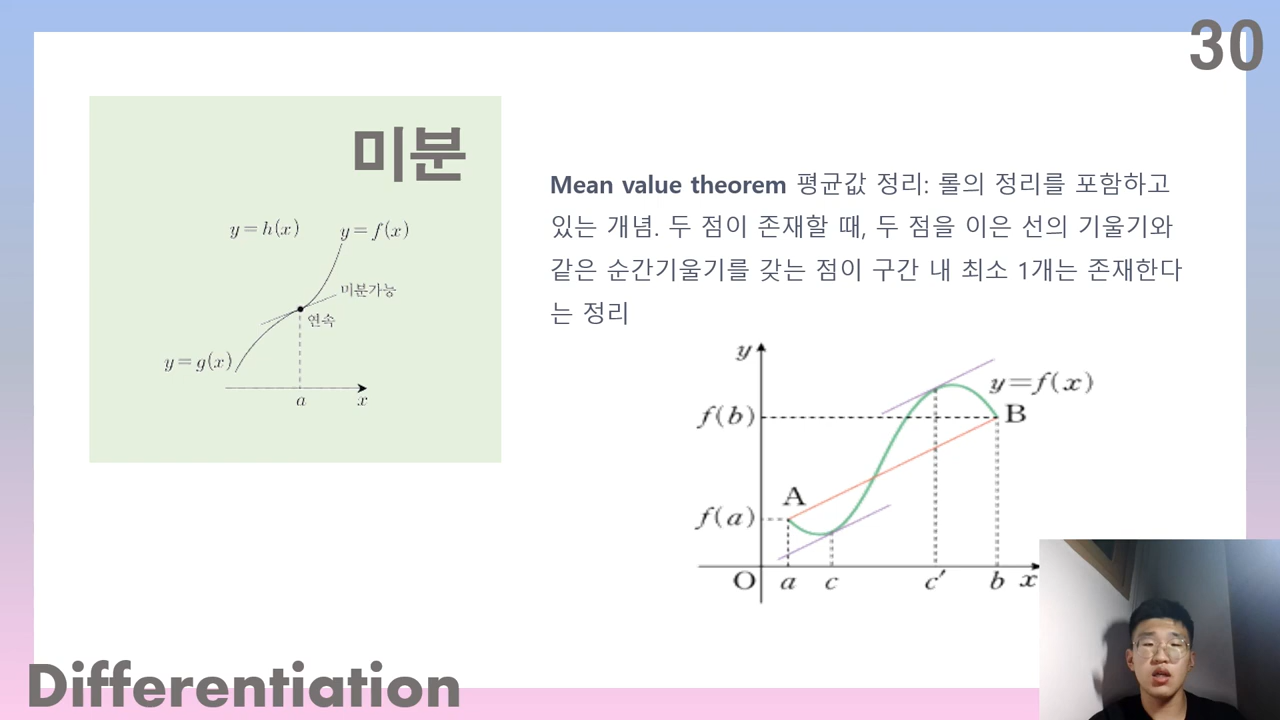 30
미분
y = h(x)
y = f(x)
미분가능
연속
y = g(x)
a
x
Mean value theorem 평균값 정리: 롤의 정리를 포함하고
있는 개념. 두 점이 존재할 때, 두 점을 이은 선의 기울기와
같은 순간기울기를 갖는 점이 구간 내 최소 1개는 존재한다
는 정리
y
y=f(x)
f(b)
B
A
f(a)
O
a
c
c′
b
x
Differentiation